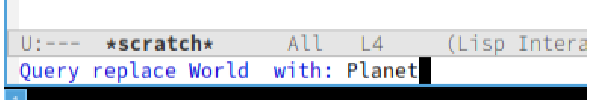 U:--- *scratch* All L4 (Lisp Intera
Query replace World with: Planet